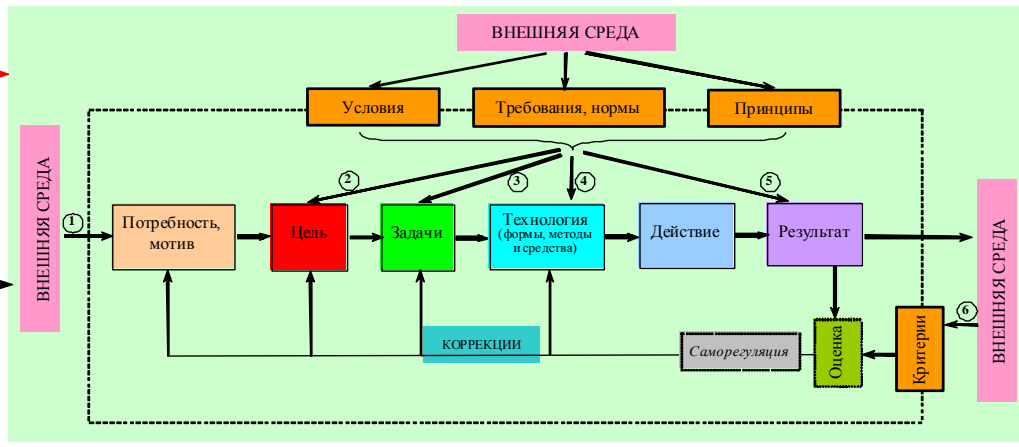 ВНЕШНЯЯ СРЕДА
Условия
Требования, нормы
Принципы
ВНЕШНЯЯ СРЕДА
1
2
3
4
5
Потребность,
мотив
Цель
Задачи
Технология
(формы, методы
и средства)
Действие
Результат
ВНЕШНЯЯ СРЕДА
6
КОРРЕКЦИИ
Саморегуляция
Оценка
Критерии